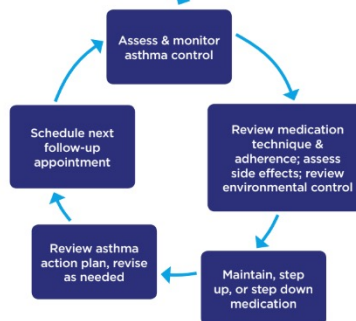 Assess & monitor
asthma control
Review medication
technique &
adherence; assess
side effects; review
environmental control
Maintain, step
up, or step down
medication
Review asthma
action plan, revise
as needed
Schedule next
follow-up
appointment